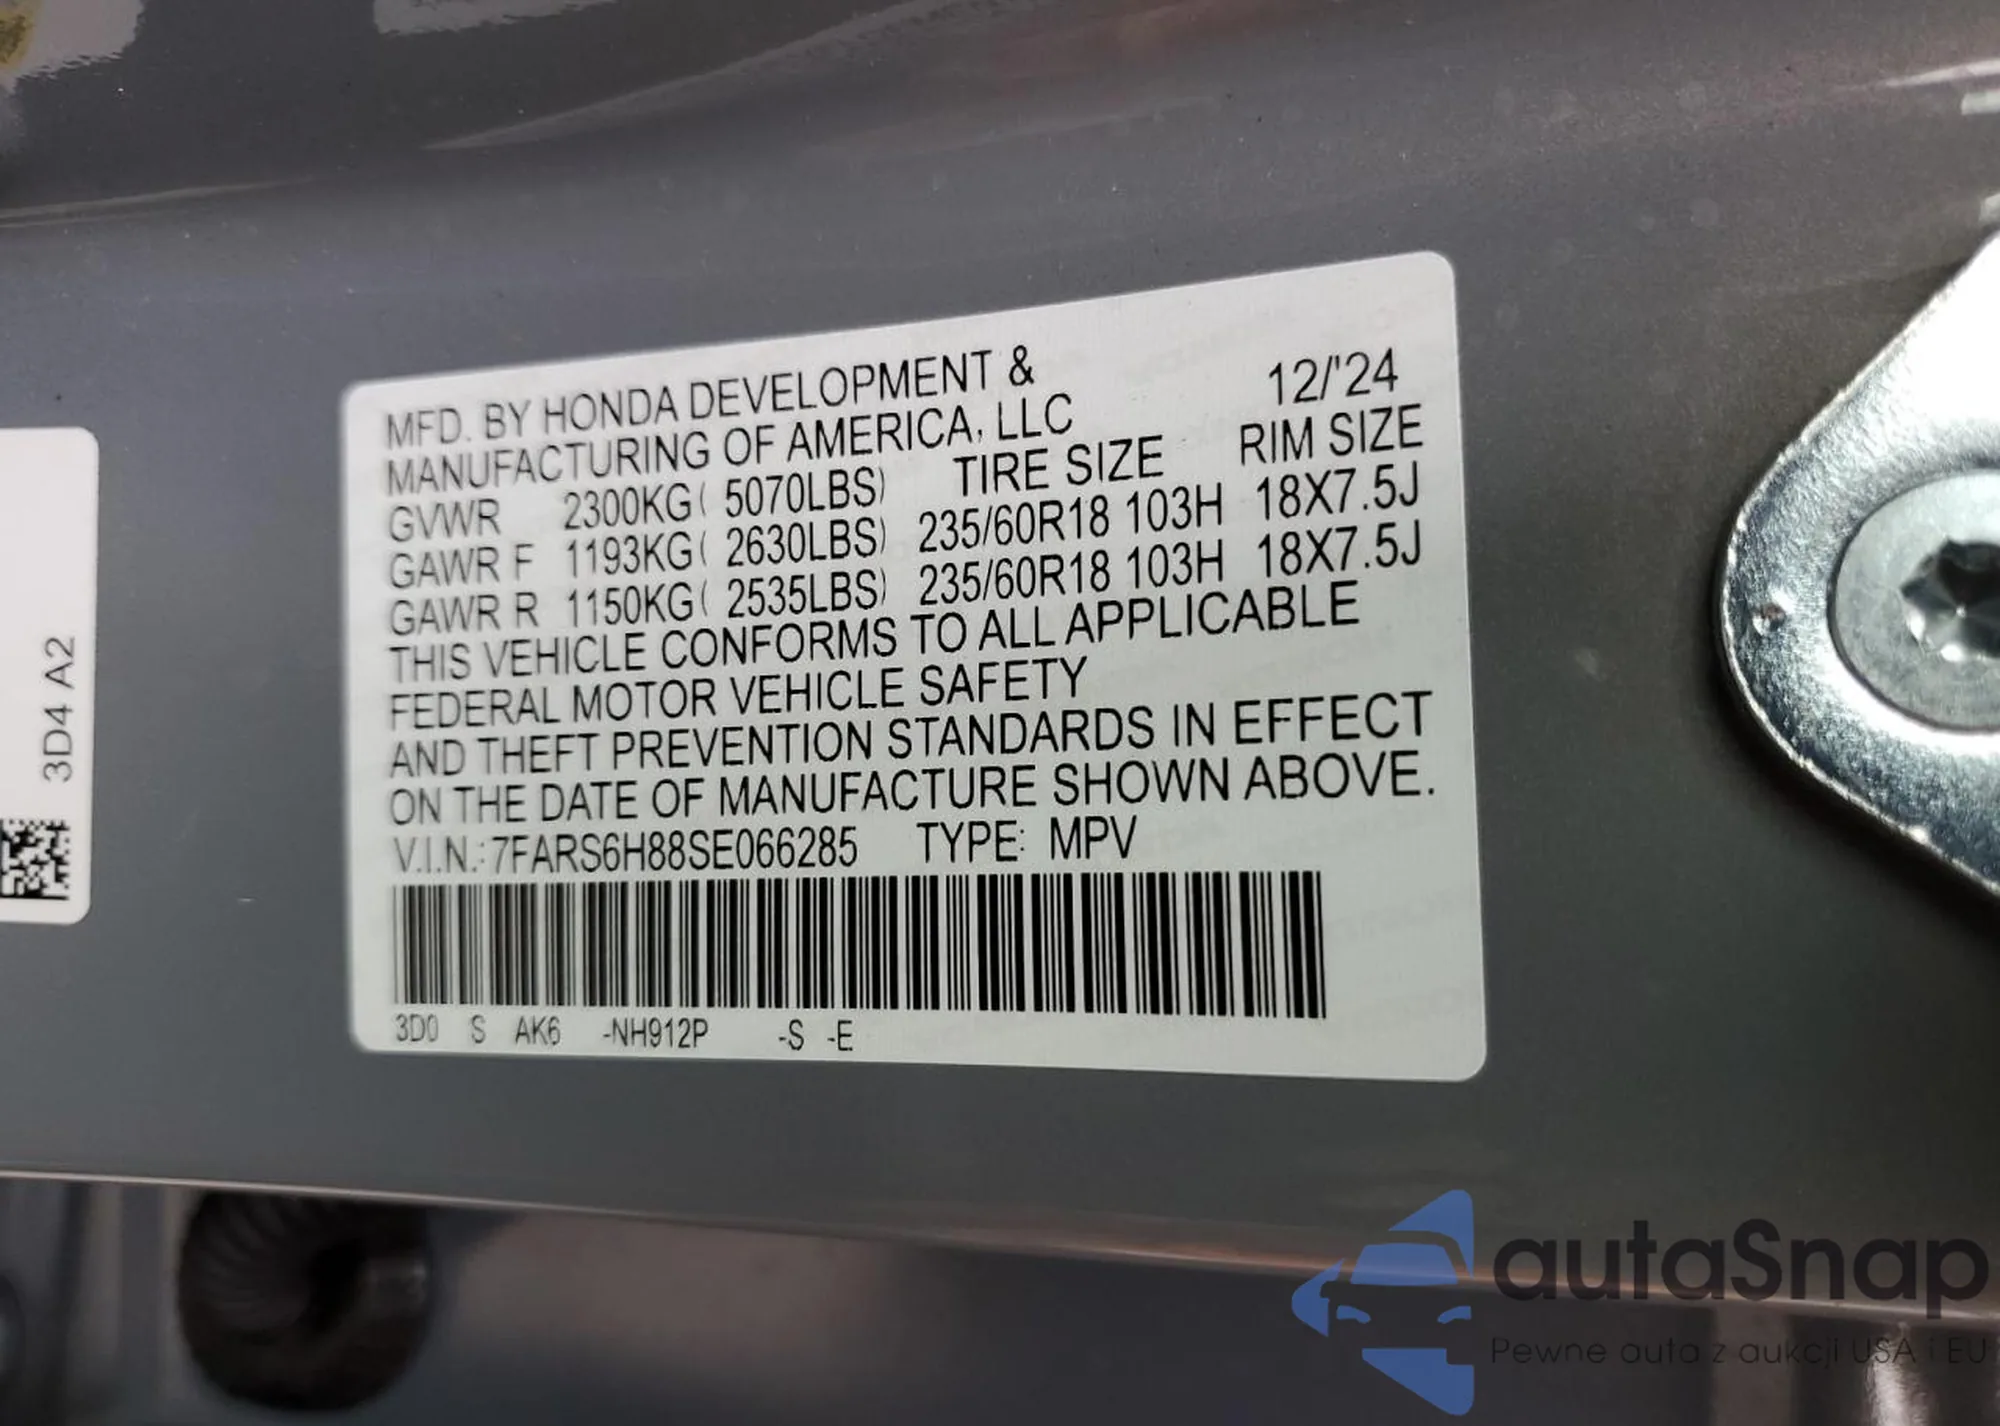 MFD. BY HONDA DEVELOPMENT & 12/'24
MANUFACTURING OF AMERICA, LLC
TIRE SIZE RIM SIZE
GVWR 2300KG( 5070LBS)
GAWR F 1193KG( 2630LBS) 235/60R18 103H 18X7.5J
GAWR R 1150KG( 2535LBS) 235/60R18 103H 18X7.5J
THIS VEHICLE CONFORMS TO ALL APPLICABLE
FEDERAL MOTOR VEHICLE SAFETY
AND THEFT PREVENTION STANDARDS IN EFFECT
ON THE DATE OF MANUFACTURE SHOWN ABOVE.
V.I.N.:7FARS6H88SE066285 TYPE: MPV
3D0 S AK6 -NH912P -S -E
3D4 A2
autaSnap
Pewne auta z aukcji USA i EU